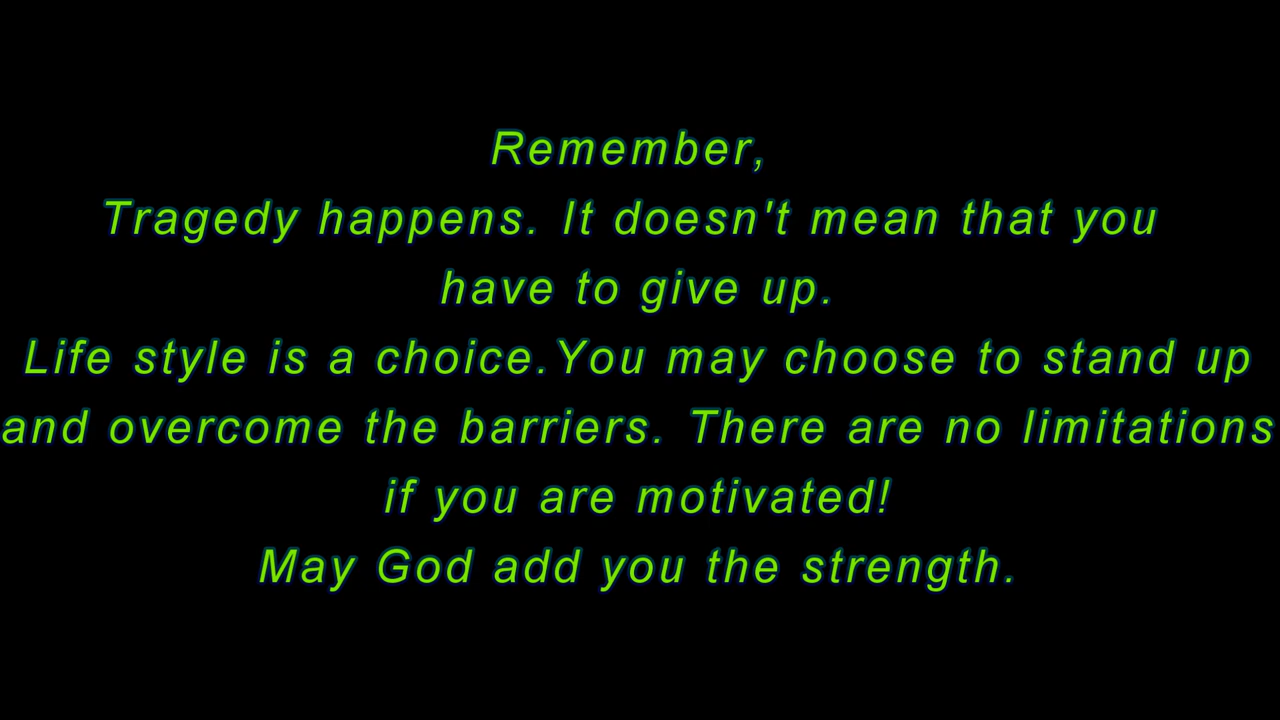 Remember,
Tragedy happens. It doesn't mean that you
have to give up.
Life style is a choice.You may choose to stand up
and overcome the barriers. There are no limitations
if you are motivated!
May God add you the strength.